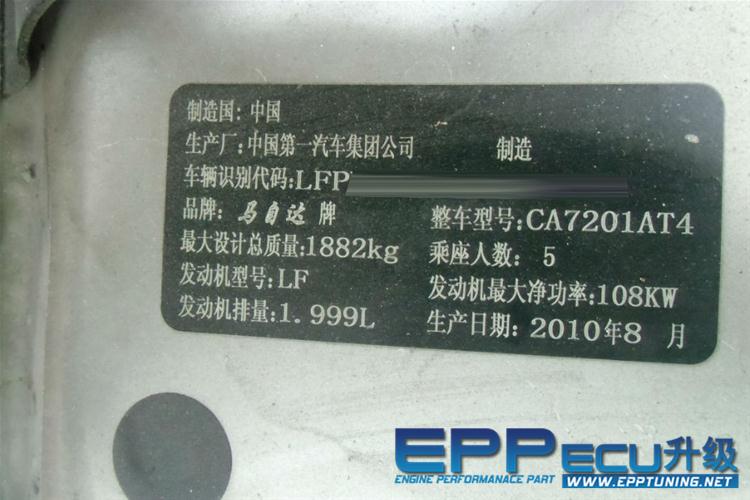 制造国: 中国
生产厂: 中国第一汽车集团公司 制造
车辆识别代码: LFP
品牌: 马自达 牌 整车型号: CA7201AT4
最大设计总质量: 1882kg 乘座人数: 5
发动机型号: LF 发动机最大净功率: 108KW
发动机排量: 1.999L 生产日期: 2010年8 月
EPP ECU升级
ENGINE PERFORMANACE PART WWW.EPPTUNING.NET